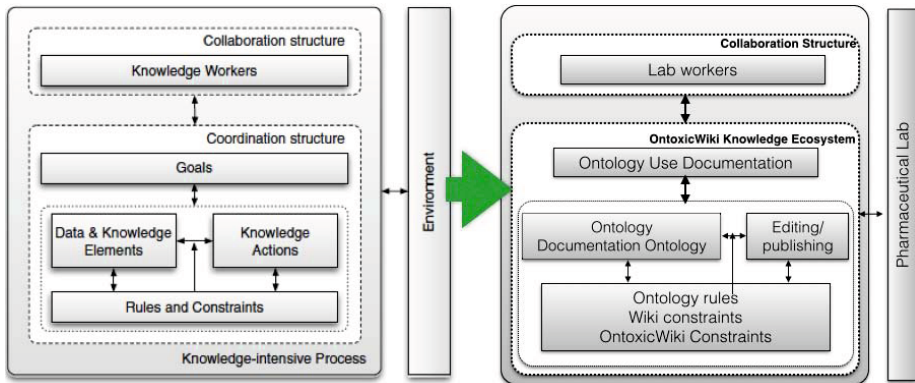 Collaboration structure
Knowledge Workers
Coordination structure
Goals
Data & Knowledge
Elements
Knowledge
Actions
Rules and Constraints
Knowledge-intensive Process
Environment
Collaboration Structure
Lab workers
OntoxicWiki Knowledge Ecosystem
Ontology Use Documentation
Ontology
Documentation Ontology
Editing/
publishing
Ontology rules
Wiki constraints
OntoxicWiki Constraints
Pharmaceutical Lab